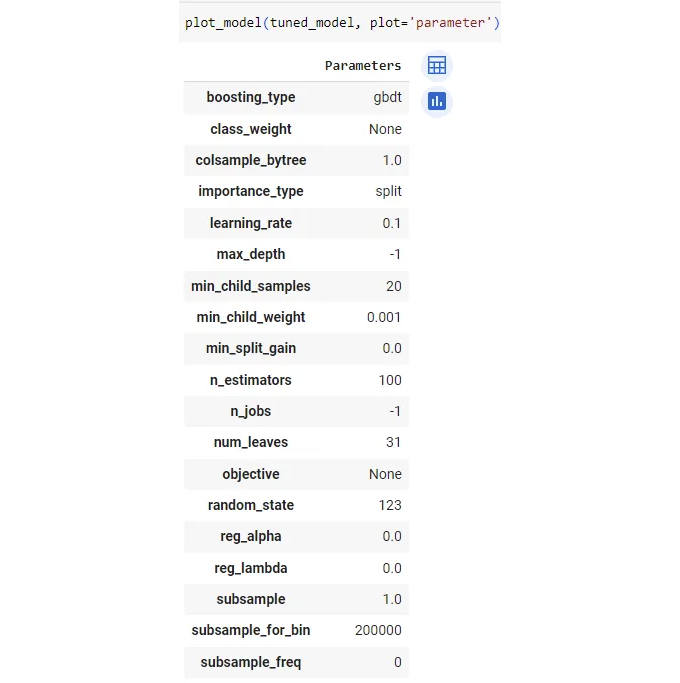 plot_model(tuned_model, plot='parameter')
Parameters
boosting_type gbdt
class_weight None
colsample_bytree 1.0
importance_type split
learning_rate 0.1
max_depth -1
min_child_samples 20
min_child_weight 0.001
min_split_gain 0.0
n_estimators 100
n_jobs -1
num_leaves 31
objective None
random_state 123
reg_alpha 0.0
reg_lambda 0.0
subsample 1.0
subsample_for_bin 200000
subsample_freq 0